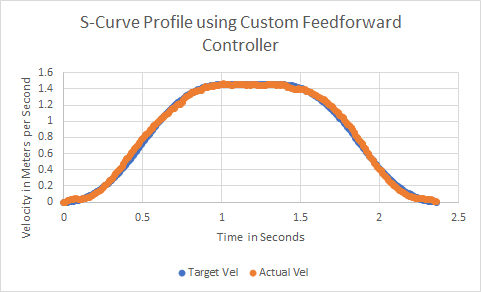 S-Curve Profile using Custom Feedforward
Controller
Velocity in Meters per Second
1.6
1.4
1.2
1
0.8
0.6
0.4
0.2
0
0 0.5 1 1.5 2 2.5
Time in Seconds
Target Vel Actual Vel